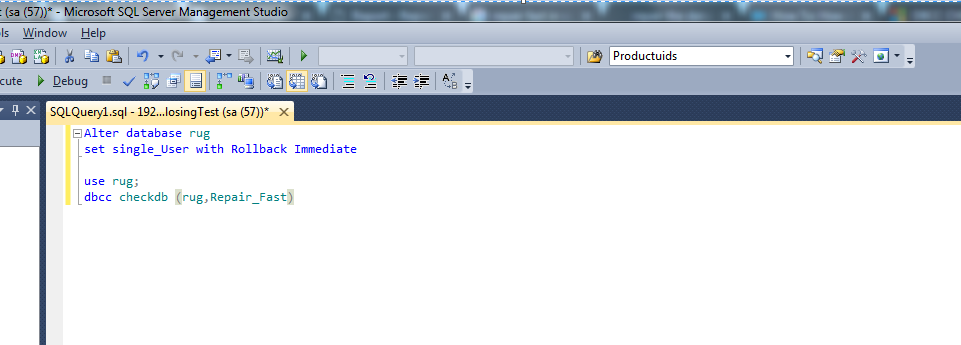 t (sa (57))* - Microsoft SQL Server Management Studio
ls Window Help
Productuids
cute Debug
SQLQuery1.sql - 192...losingTest (sa (57))*
Alter database rug
set single_User with Rollback Immediate
use rug;
dbcc checkdb (rug,Repair_Fast)